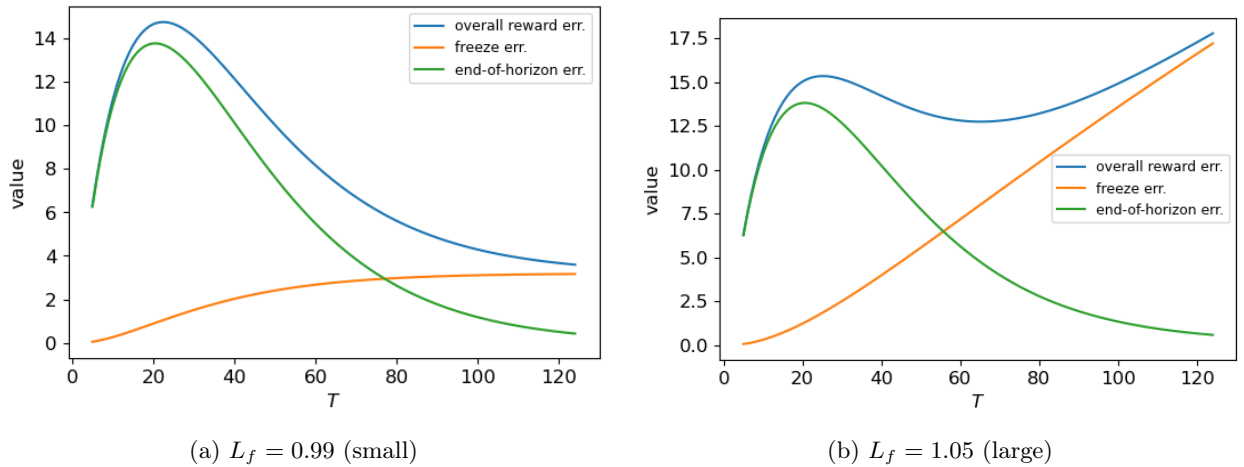 14
12
10
8
6
4
2
0
value
0 20 40 60 80 100 120
T
overall reward err.
freeze err.
end-of-horizon err.
(a) $L_f = 0.99$ (small)
17.5
15.0
12.5
10.0
7.5
5.0
2.5
0.0
value
0 20 40 60 80 100 120
T
overall reward err.
freeze err.
end-of-horizon err.
(b) $L_f = 1.05$ (large)